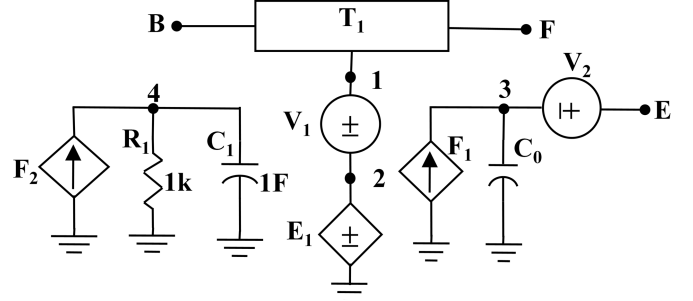 B T₁ F
1
V₂
4 3
V₁ E
R₁ C₁ F₁ C₀
F₂ 1k 1F 2
E₁